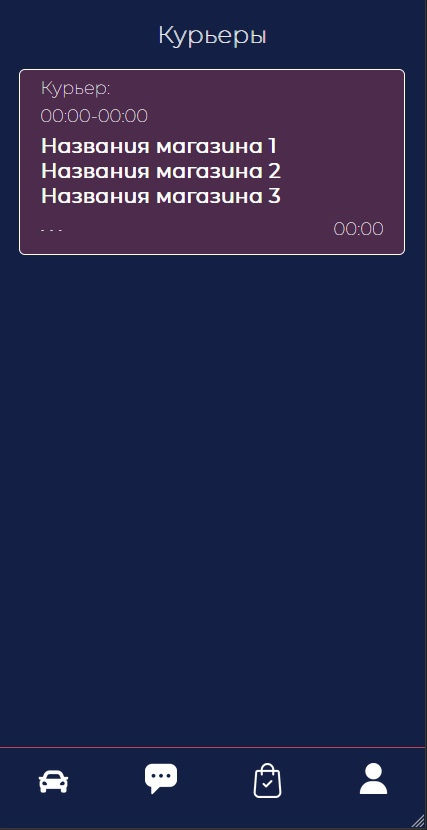 Курьеры
Курьер:
00:00-00:00
Названия магазина 1
Названия магазина 2
Названия магазина 3
... 00:00